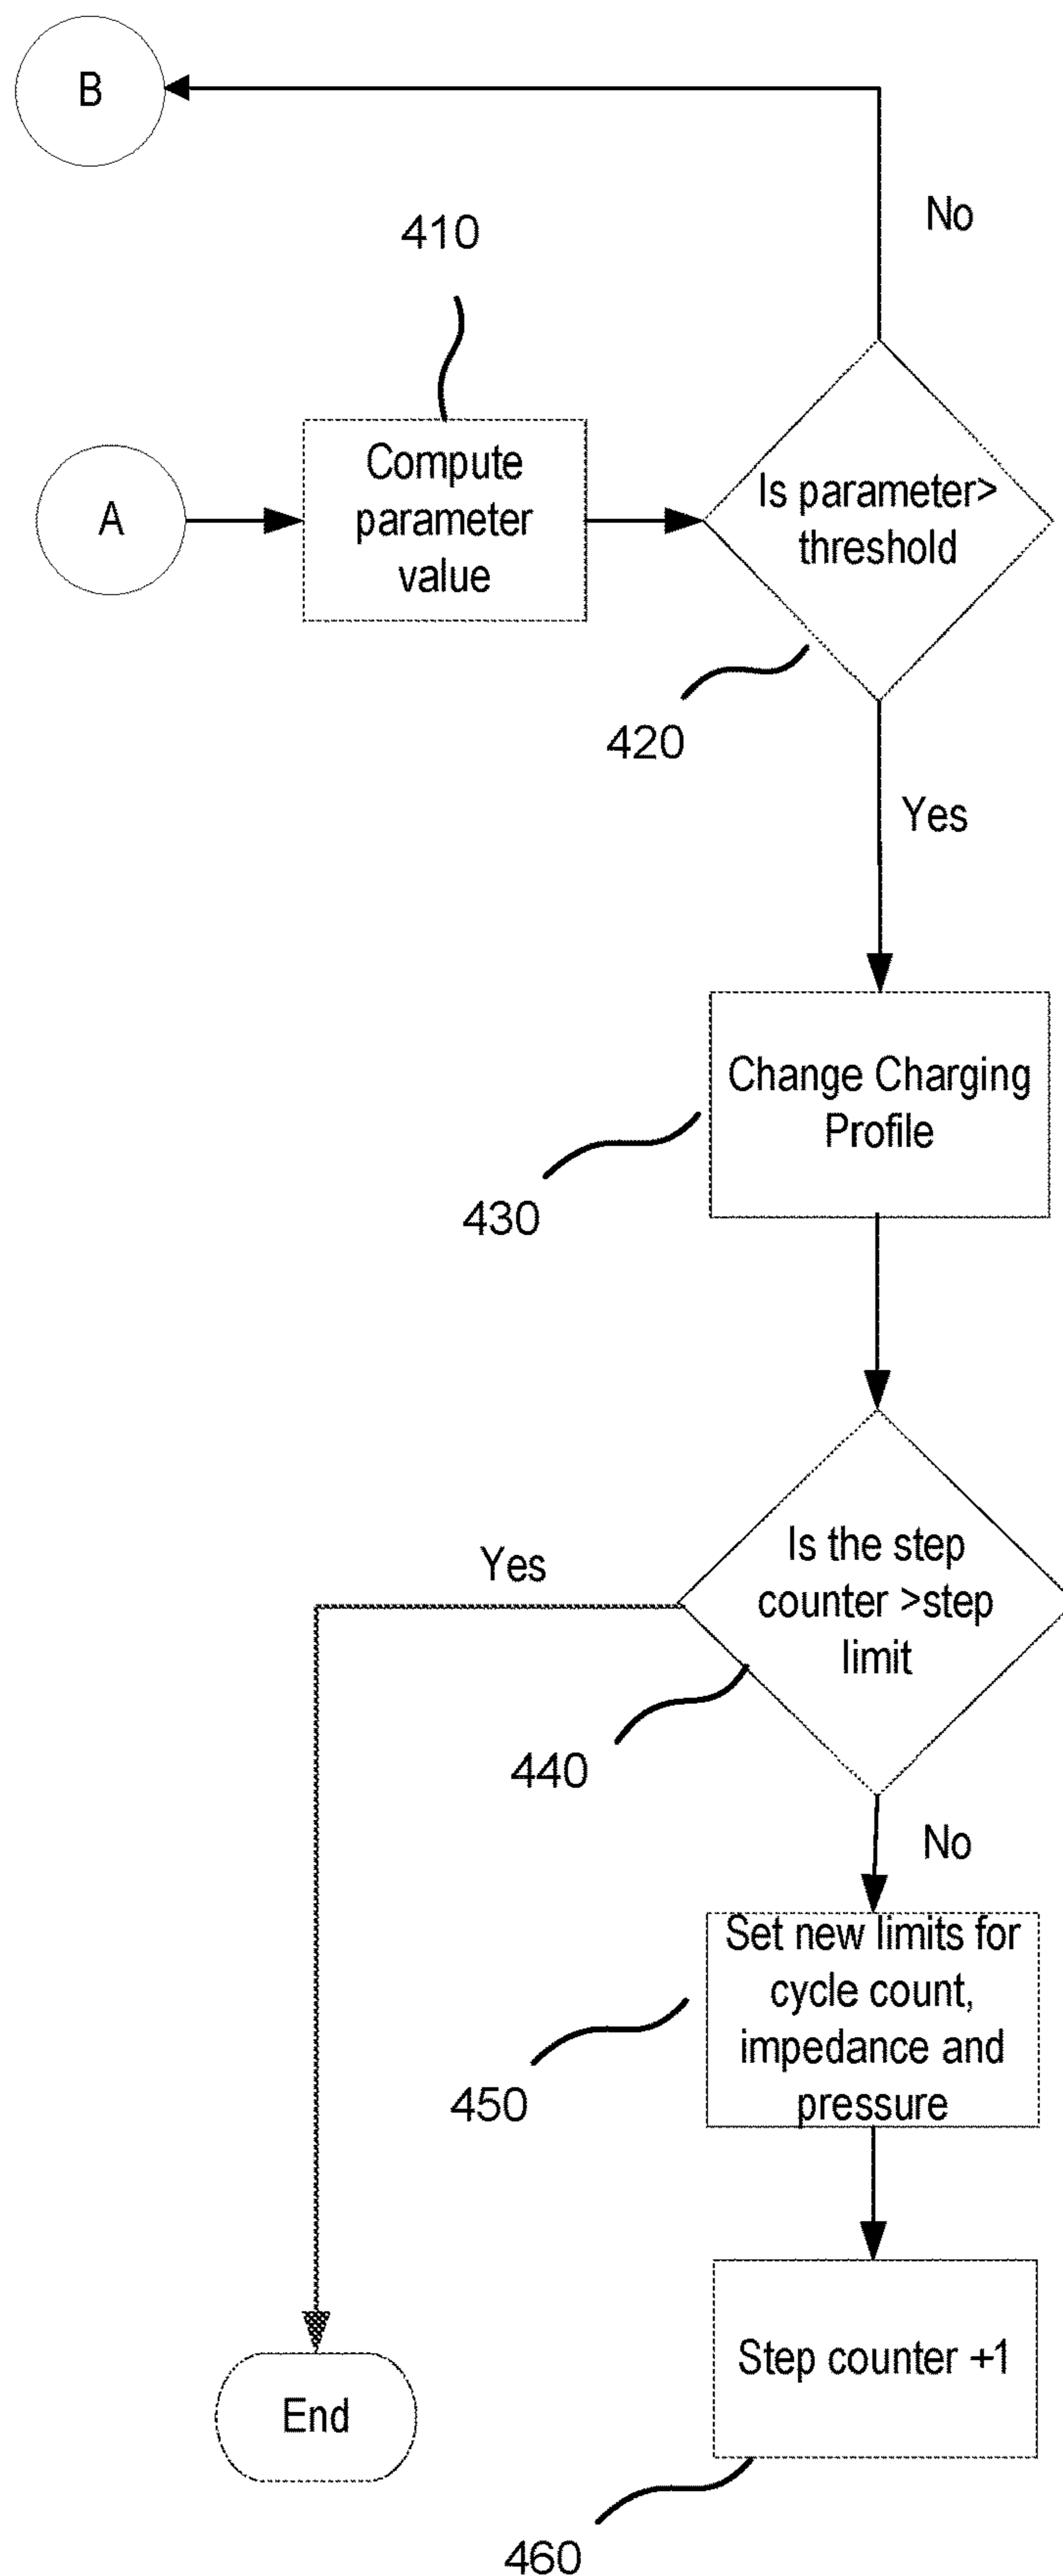 B
No
410
A
Compute
parameter
value
Is parameter>
threshold
420
Yes
Change Charging
Profile
430
Is the step
counter >step
limit
Yes
440
No
Set new limits for
cycle count,
impedance and
pressure
450
Step counter +1
End
460